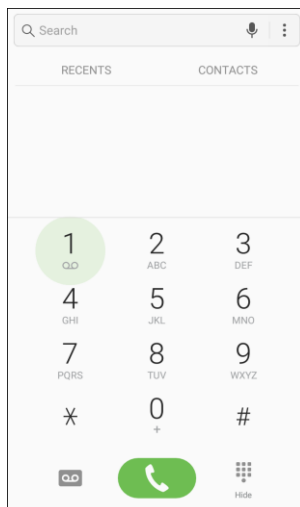 Search
RECENTS CONTACTS
1 2 3
ABC DEF
4 5 6
GHI JKL MNO
7 8 9
PQRS TUV WXYZ
* 0 #
+
Hide